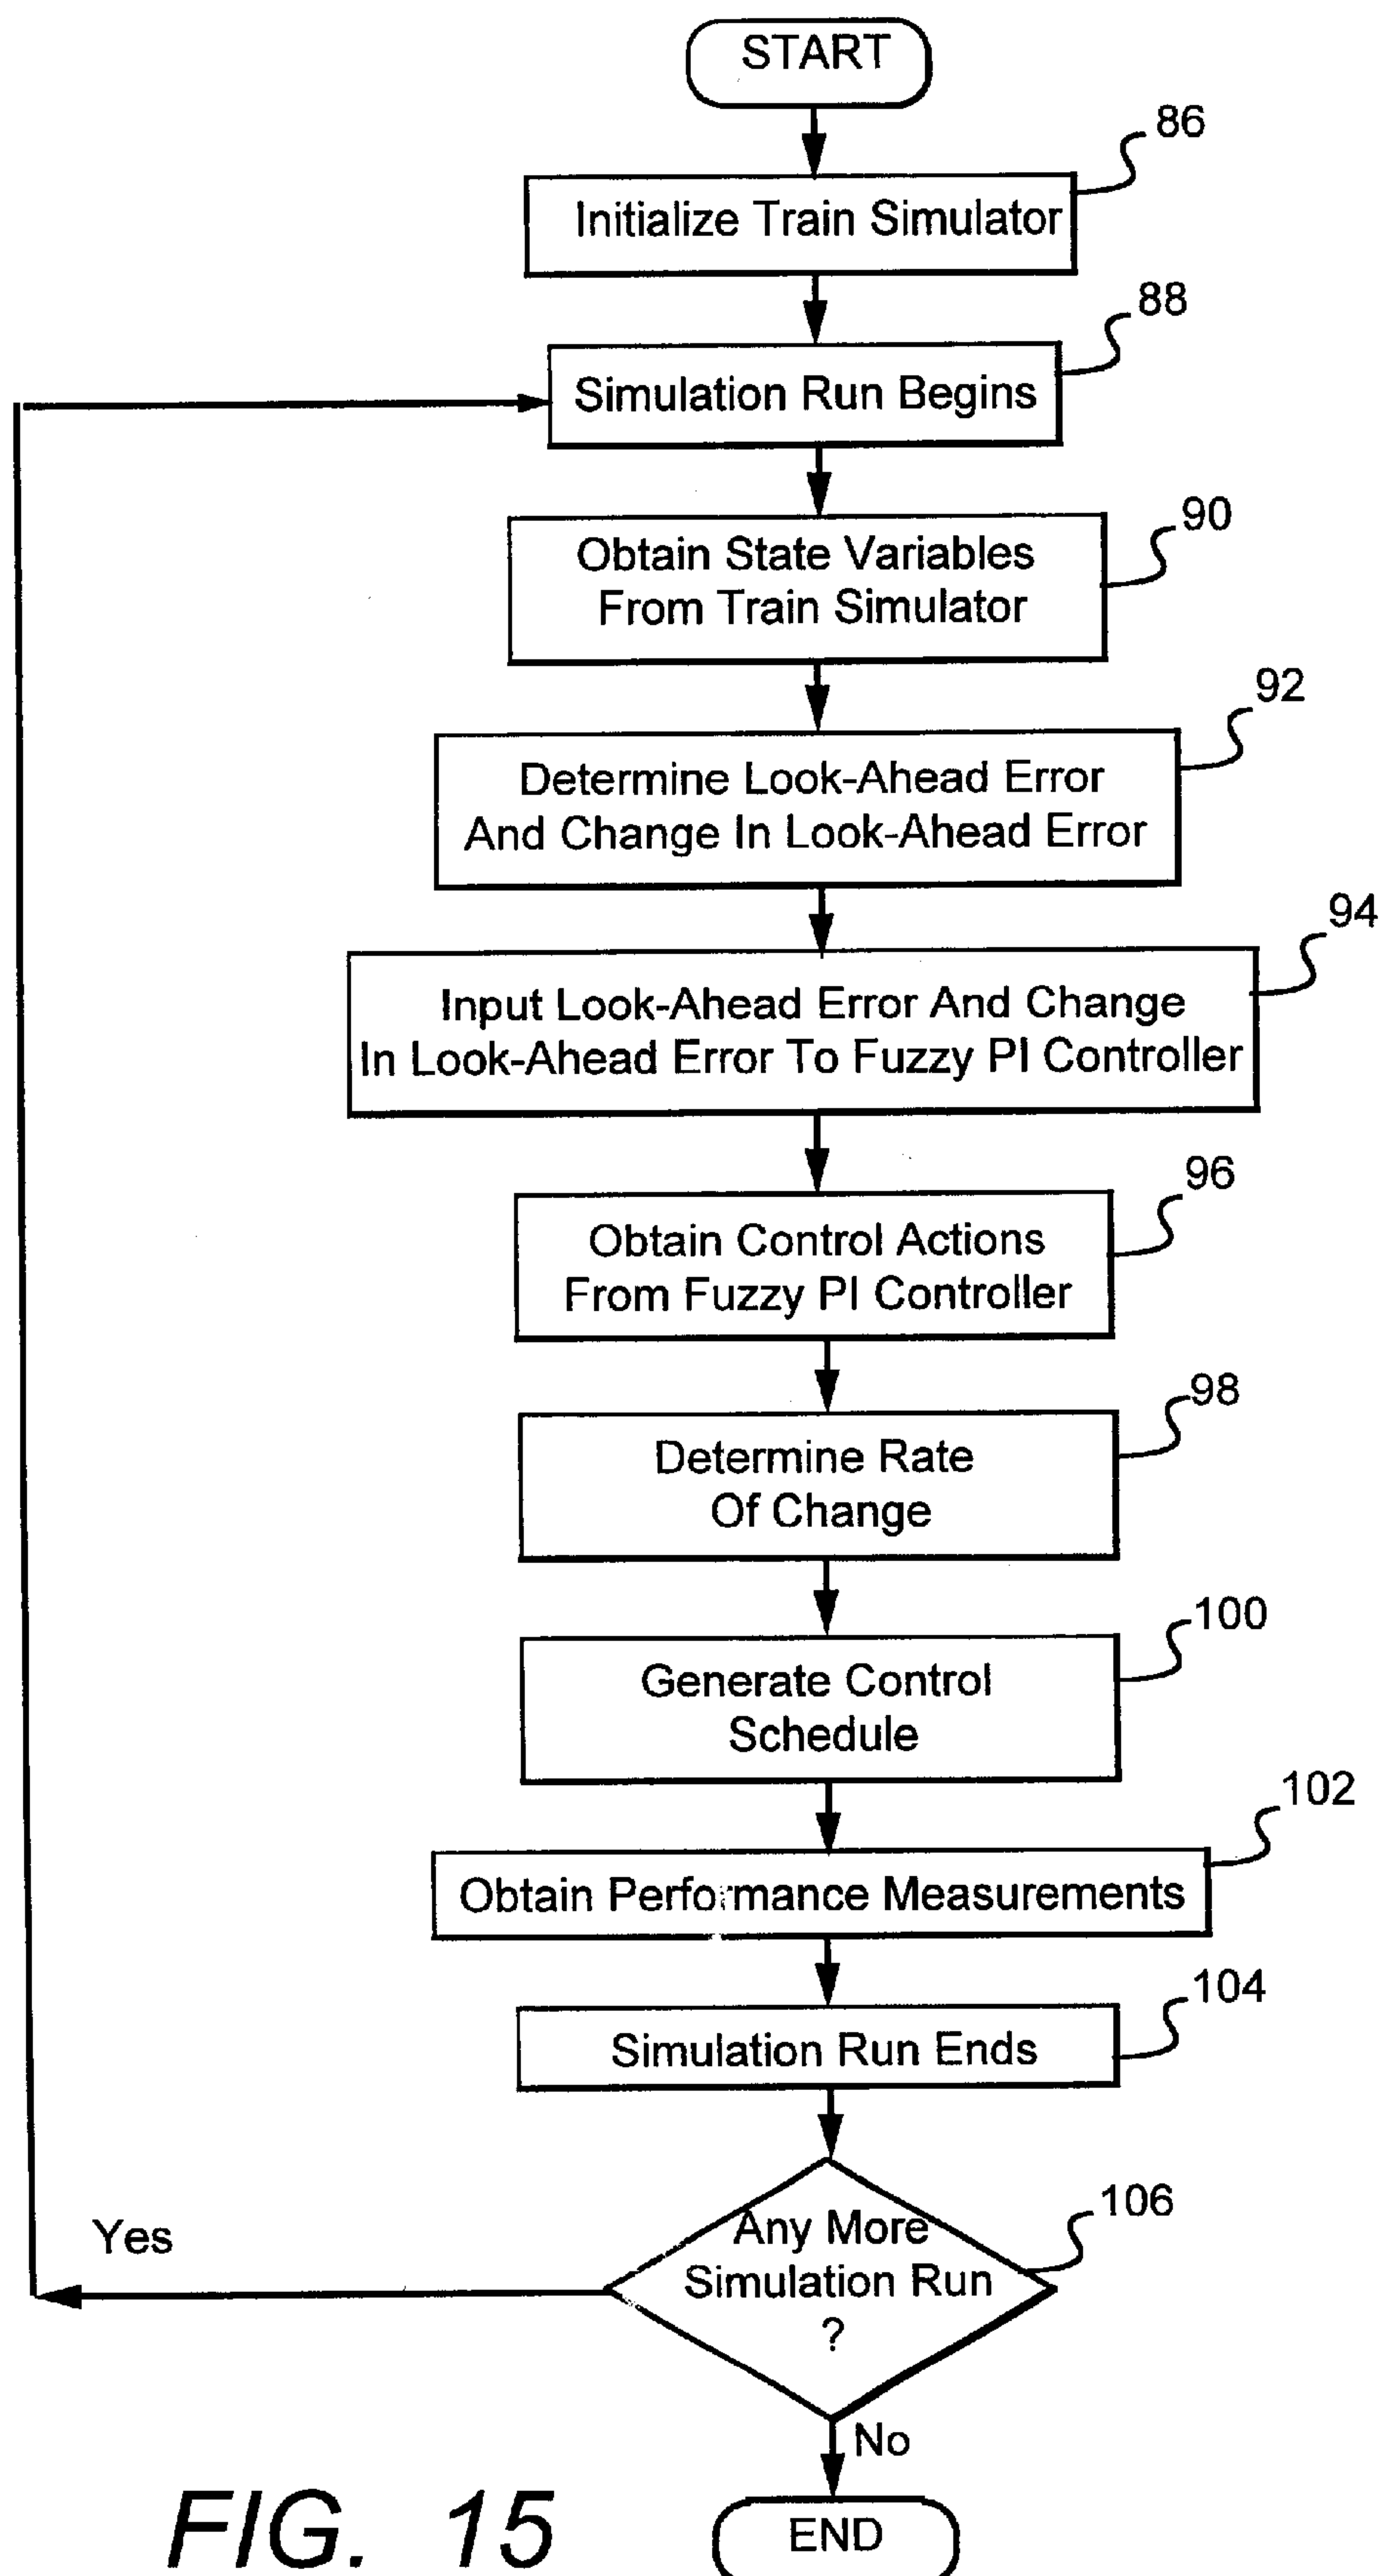 START
86
Initialize Train Simulator
88
Simulation Run Begins
90
Obtain State Variables
From Train Simulator
92
Determine Look-Ahead Error
And Change In Look-Ahead Error
94
Input Look-Ahead Error And Change
In Look-Ahead Error To Fuzzy PI Controller
96
Obtain Control Actions
From Fuzzy PI Controller
98
Determine Rate
Of Change
100
Generate Control
Schedule
102
Obtain Performance Measurements
104
Simulation Run Ends
106
Any More
Simulation Run
?
Yes
No
END
FIG. 15